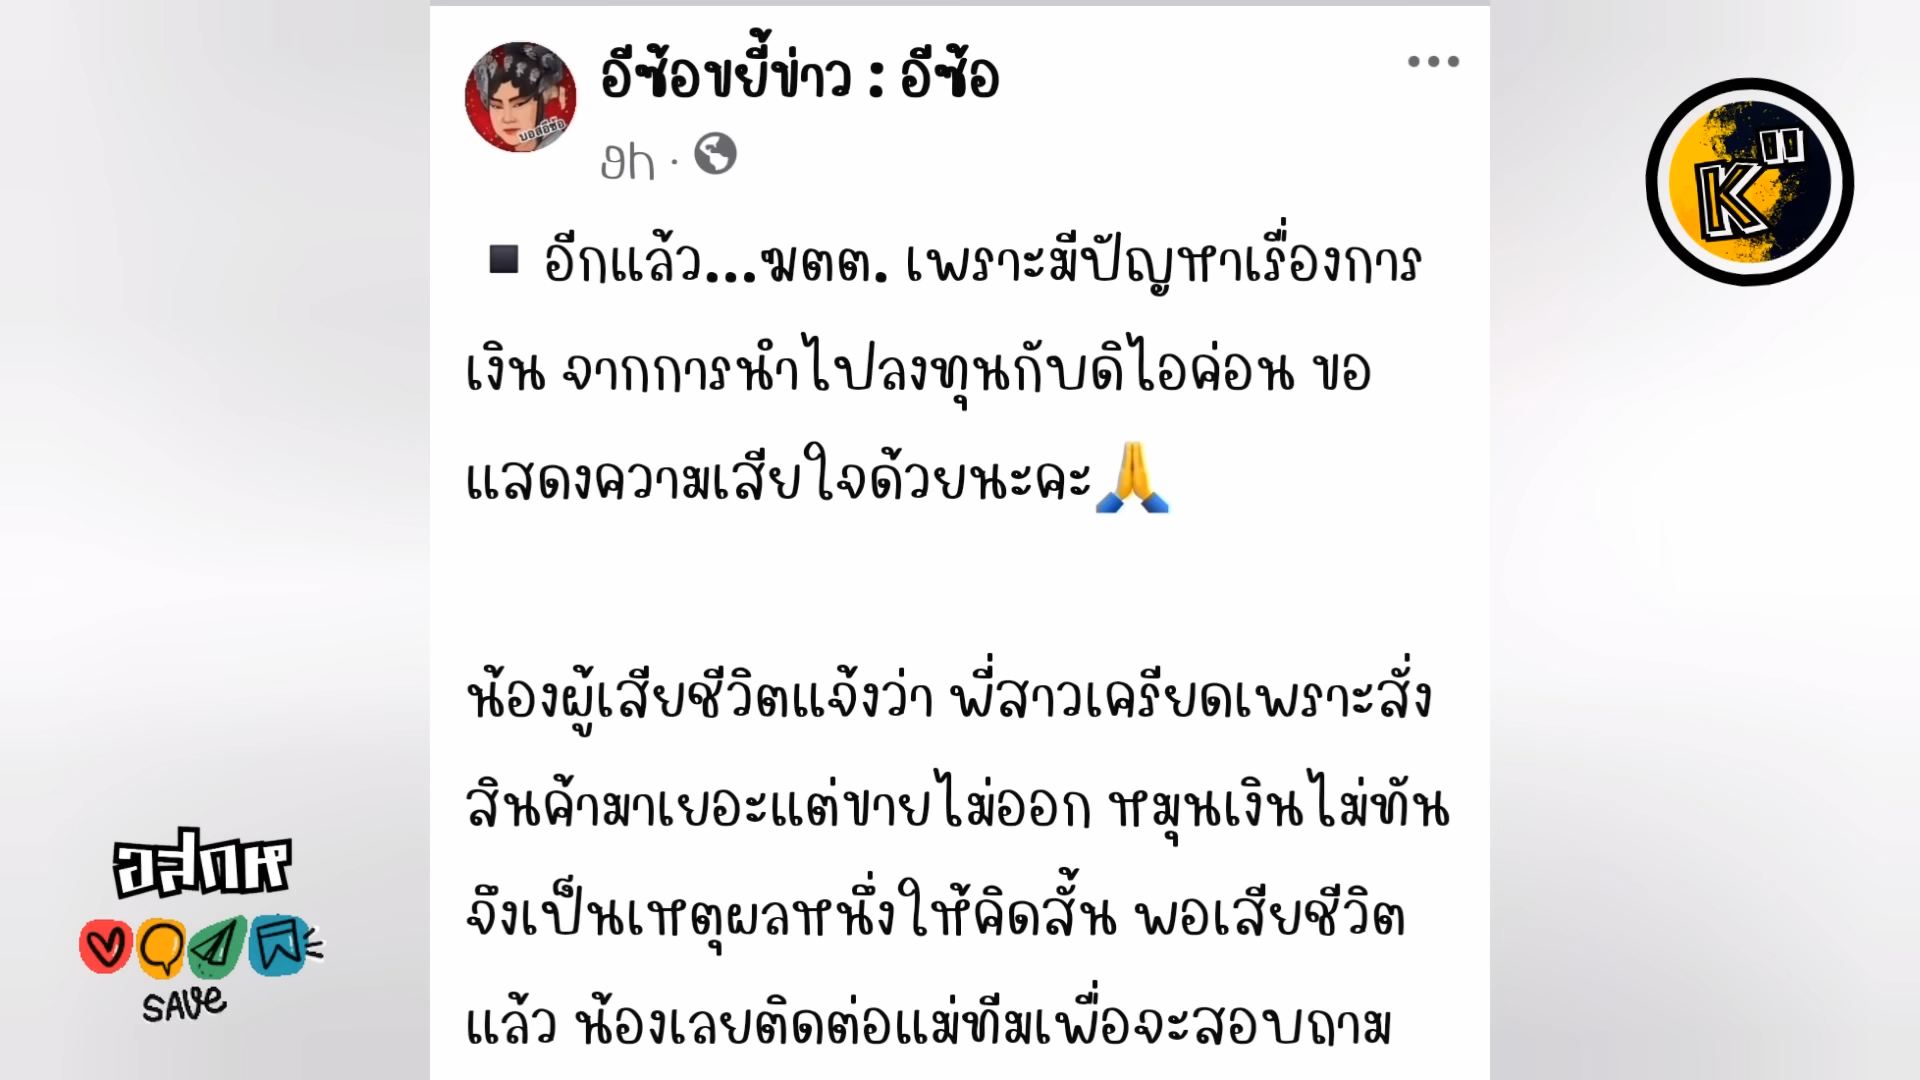 อีซ้อขยี้ข่าว : อีซ้อ
บอสอีซ้อ
9h ·
K"
▪️ อีกแล้ว...ฆตต. เพราะมีปัญหาเรื่องการ
เงิน จากการนำไปลงทุนกับดิไอค่อน ขอ
แสดงความเสียใจด้วยนะคะ🙏
น้องผู้เสียชีวิตแจ้งว่า พี่สาวเครียดเพราะสั่ง
สินค้ามาเยอะแต่ขายไม่ออก หมุนเงินไม่ทัน
จึงเป็นเหตุผลหนึ่งให้คิดสั้น พอเสียชีวิต
แล้ว น้องเลยติดต่อแม่ทีมเพื่อจะสอบถาม
อสกห
SAVe